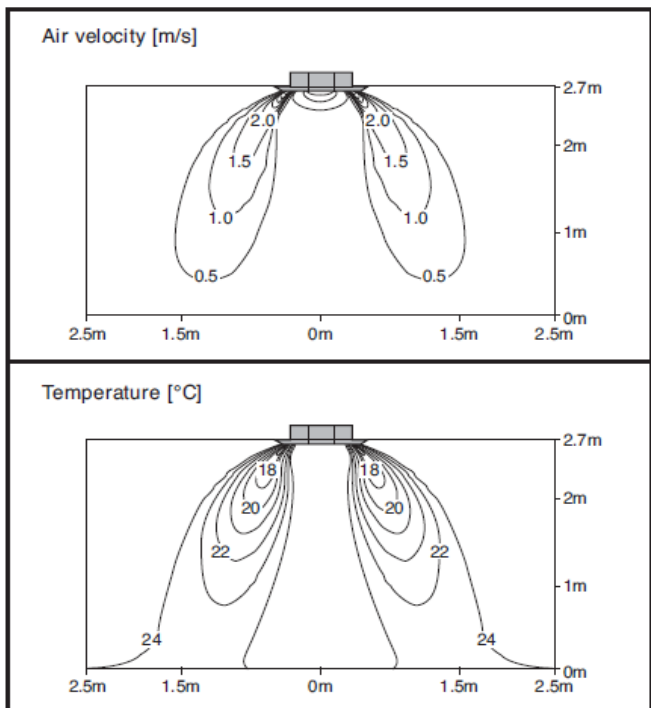 Air velocity [m/s]
2.7m
2.0 2.0
2m
1.5 1.5
1.0 1.0
1m
0.5 0.5
0m
2.5m 1.5m 0m 1.5m 2.5m
Temperature [°C]
2.7m
18 18
2m
20 20
22 22
1m
24 24
0m
2.5m 1.5m 0m 1.5m 2.5m